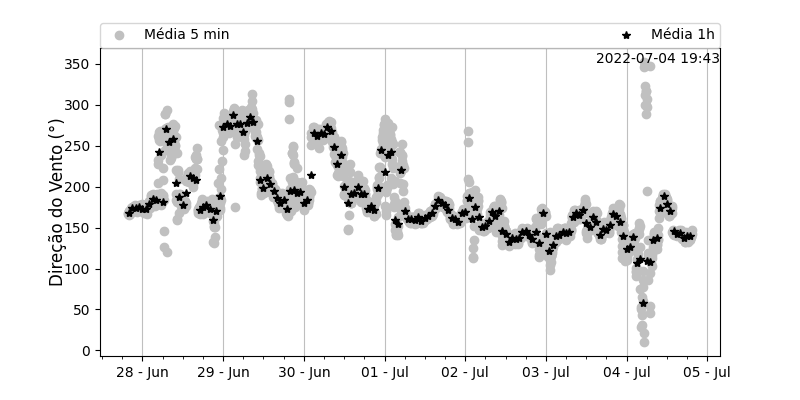 Média 5 min
Média 1h
2022-07-04 19:43
Direção do Vento (°)
350
300
250
200
150
100
50
0
28 - Jun
29 - Jun
30 - Jun
01 - Jul
02 - Jul
03 - Jul
04 - Jul
05 - Jul